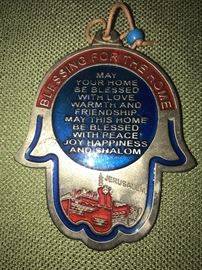 BLESSING FOR THE HOME
MAY
YOUR HOME
BE BLESSED
WITH LOVE
WARMTH AND
FRIENDSHIP
MAY THIS HOME
BE BLESSED
WITH PEACE
JOY HAPPINESS
AND SHALOM
JERUSALEM